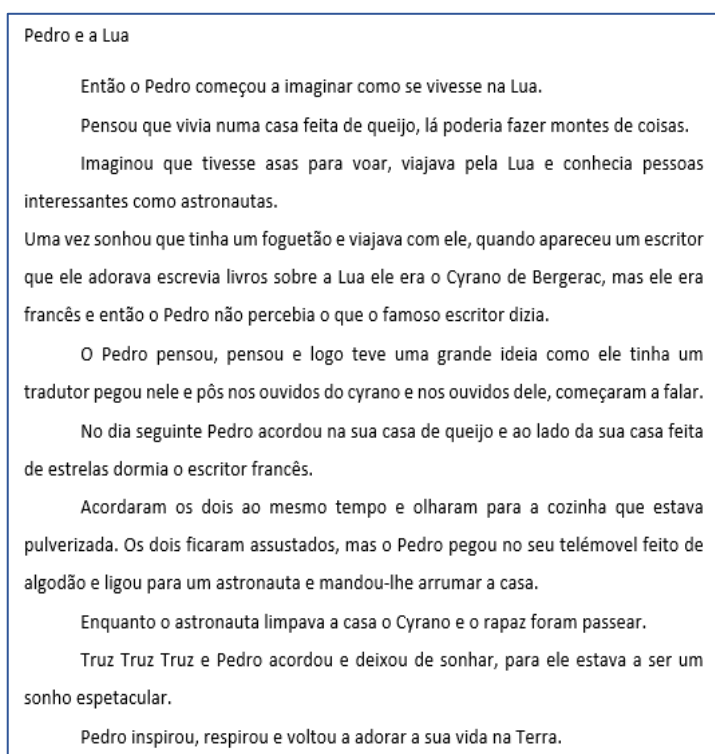 Pedro e a Lua
Então o Pedro começou a imaginar como se vivesse na Lua.
Pensou que vivia numa casa feita de queijo, lá poderia fazer montes de coisas.
Imaginou que tivesse asas para voar, viajava pela Lua e conhecia pessoas
interessantes como astronautas.
Uma vez sonhou que tinha um foguetão e viajava com ele, quando apareceu um escritor
que ele adorava escrevia livros sobre a Lua ele era o Cyrano de Bergerac, mas ele era
francês e então o Pedro não percebia o que o famoso escritor dizia.
O Pedro pensou, pensou e logo teve uma grande ideia como ele tinha um
tradutor pegou nele e pôs nos ouvidos do cyrano e nos ouvidos dele, começaram a falar.
No dia seguinte Pedro acordou na sua casa de queijo e ao lado da sua casa feita
de estrelas dormia o escritor francês.
Acordaram os dois ao mesmo tempo e olharam para a cozinha que estava
pulverizada. Os dois ficaram assustados, mas o Pedro pegou no seu telémovel feito de
algodão e ligou para um astronauta e mandou-lhe arrumar a casa.
Enquanto o astronauta limpava a casa o Cyrano e o rapaz foram passear.
Truz Truz Truz e Pedro acordou e deixou de sonhar, para ele estava a ser um
sonho espetacular.
Pedro inspirou, respirou e voltou a adorar a sua vida na Terra.